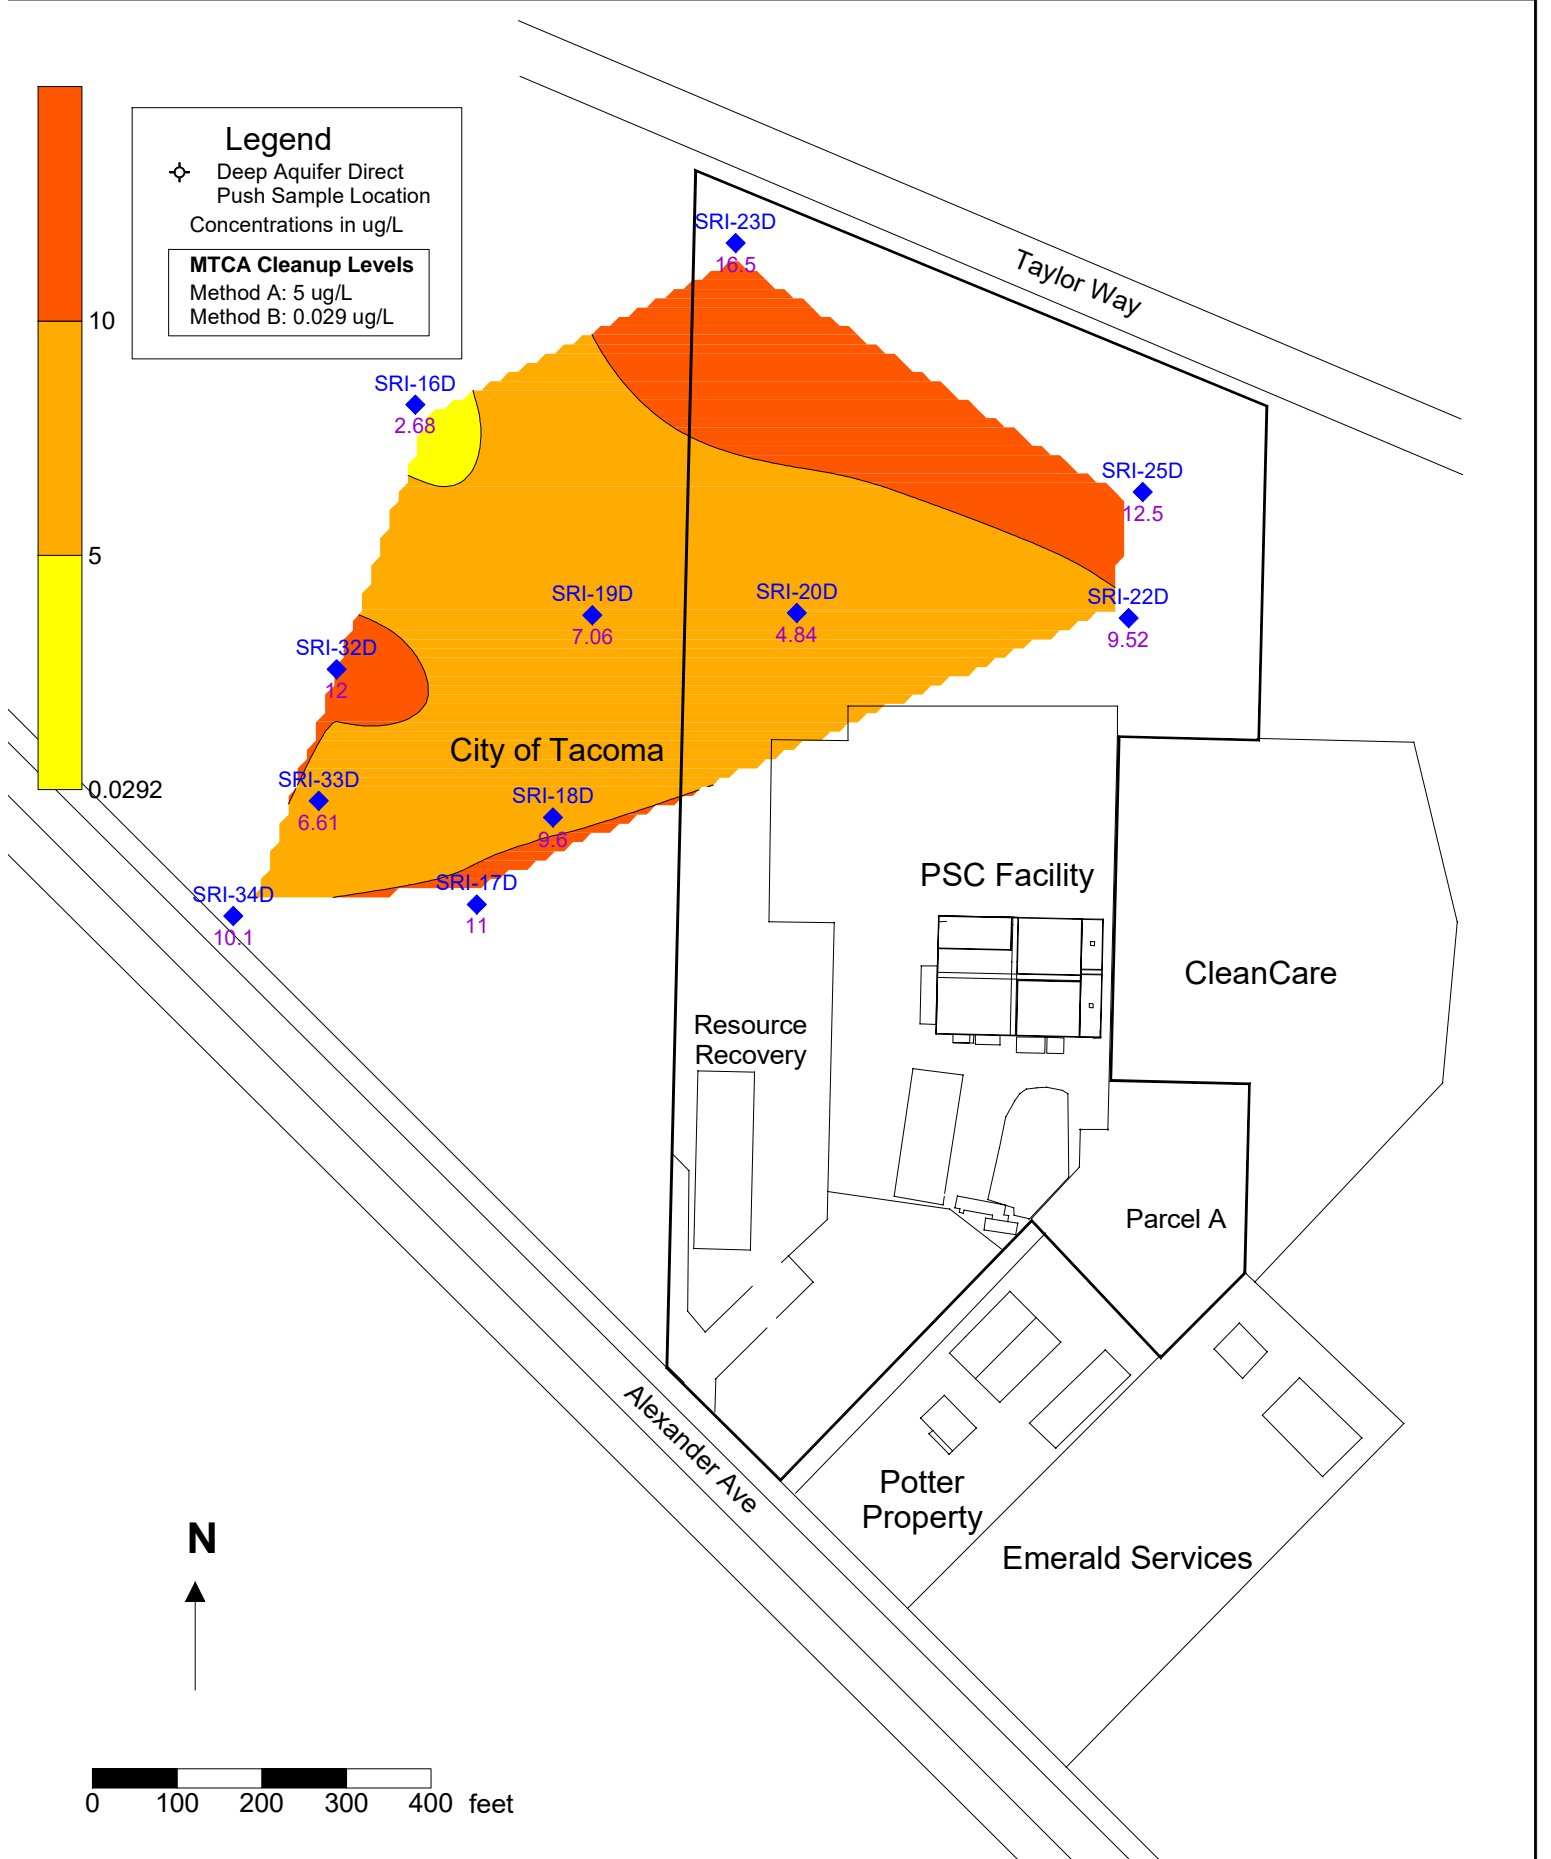 Legend
Deep Aquifer Direct
Push Sample Location
Concentrations in ug/L
MTCA Cleanup Levels
Method A: 5 ug/L
Method B: 0.029 ug/L
10
5
0.0292
SRI-23D
16.5
Taylor Way
SRI-16D
2.68
SRI-25D
12.5
SRI-19D
7.06
SRI-20D
4.84
SRI-22D
9.52
SRI-32D
12
City of Tacoma
SRI-33D
6.61
SRI-18D
9.6
SRI-34D
10.1
SRI-17D
11
PSC Facility
CleanCare
Resource
Recovery
Parcel A
Alexander Ave
Potter
Property
Emerald Services
N
0 100 200 300 400 feet